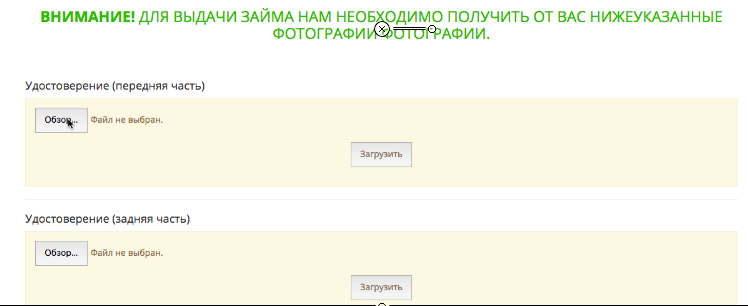 ВНИМАНИЕ! ДЛЯ ВЫДАЧИ ЗАЙМА НАМ НЕОБХОДИМО ПОЛУЧИТЬ ОТ ВАС НИЖЕУКАЗАННЫЕ
ФОТОГРАФИИ ФОТОГРАФИИ.
Удостоверение (передняя часть)
Обзор... Файл не выбран.
Загрузить
Удостоверение (задняя часть)
Обзор... Файл не выбран.
Загрузить